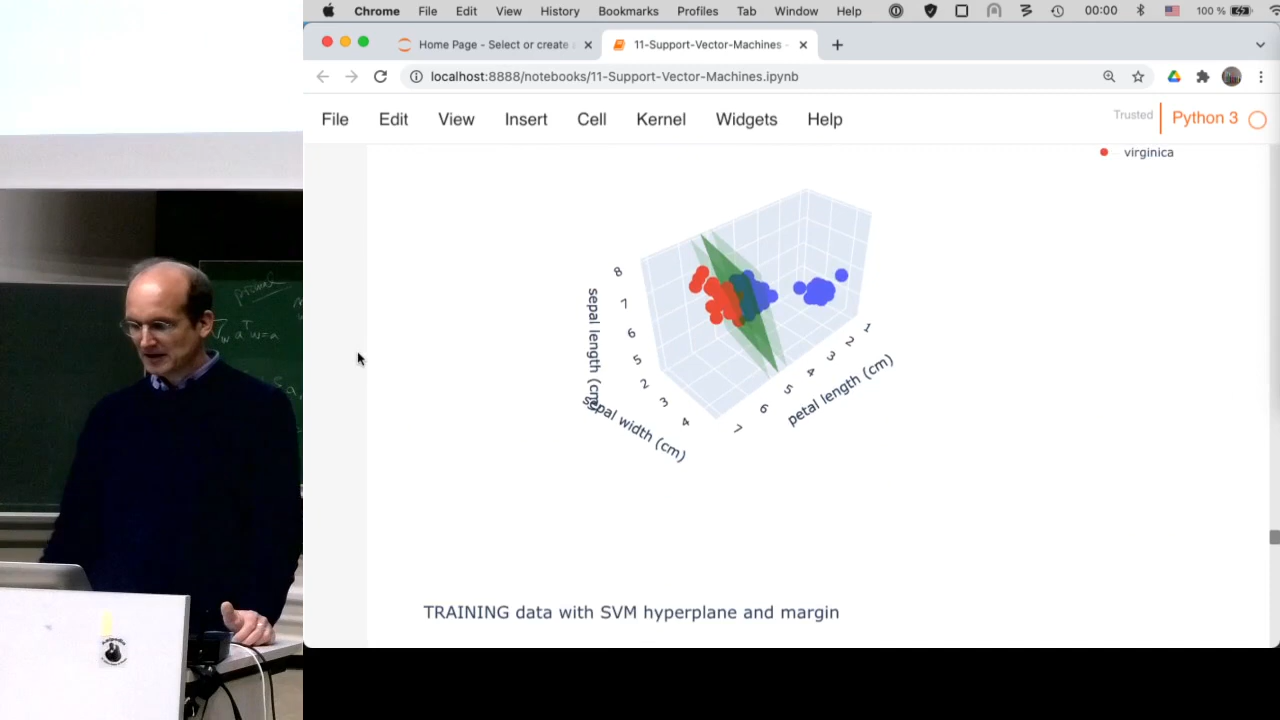 Chrome File Edit View History Bookmarks Profiles Tab Window Help 00:00 100 %
Home Page - Select or create a
11-Support-Vector-Machines -
localhost:8888/notebooks/11-Support-Vector-Machines.ipynb
File Edit View Insert Cell Kernel Widgets Help Trusted Python 3
virginica
8
7
6
5
sepal length (cm)
2
3
4
sepal width (cm)
1
2
3
4
5
6
7
petal length (cm)
TRAINING data with SVM hyperplane and margin
primal
∇w aᵀw = a